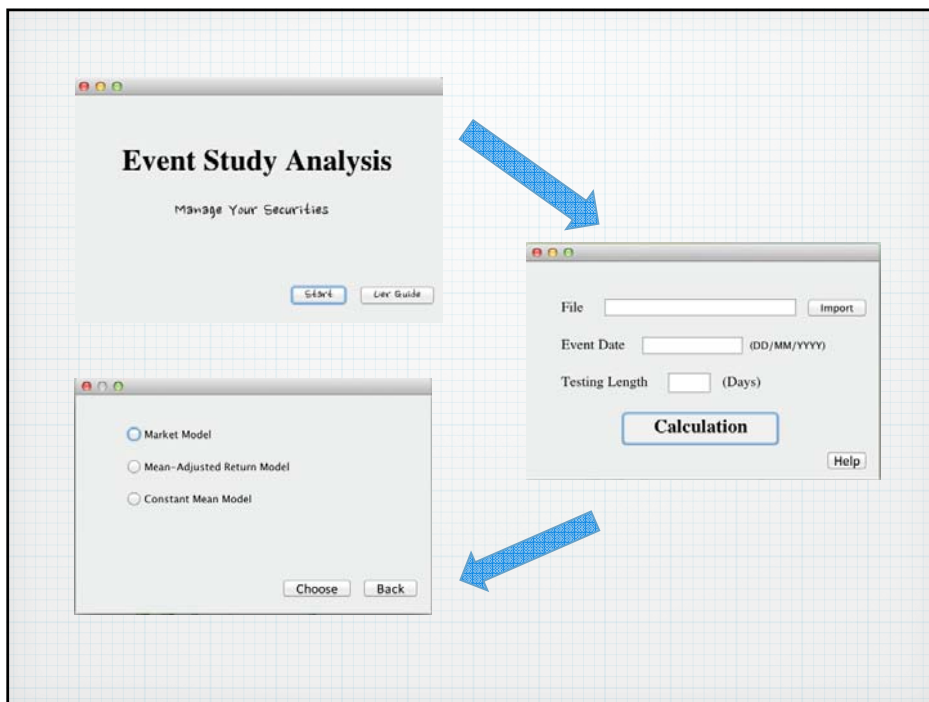 Event Study Analysis
Manage Your Securities
Start User Guide
File Import
Event Date (DD/MM/YYYY)
Testing Length (Days)
Calculation
Help
Market Model
Mean-Adjusted Return Model
Constant Mean Model
Choose Back